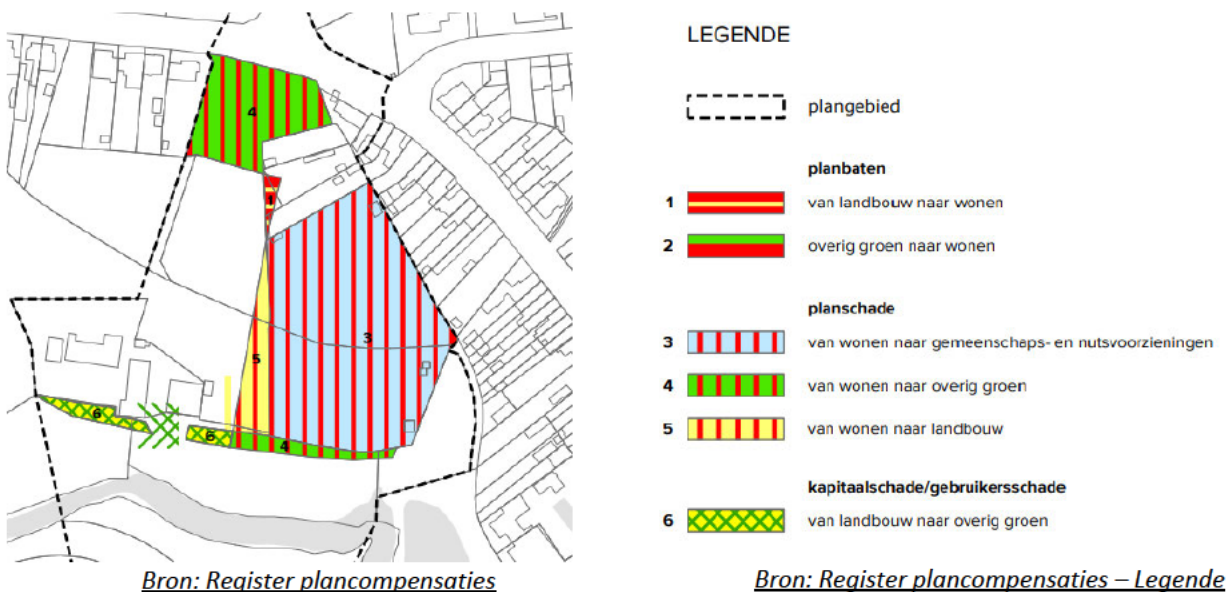 4
1
3
5
6
6
4
Bron: Register plancompensaties
LEGENDE
plangebied
planbaten
1 van landbouw naar wonen
2 overig groen naar wonen
planschade
3 van wonen naar gemeenschaps- en nutsvoorzieningen
4 van wonen naar overig groen
5 van wonen naar landbouw
kapitaalschade/gebruikersschade
6 van landbouw naar overig groen
Bron: Register plancompensaties – Legende